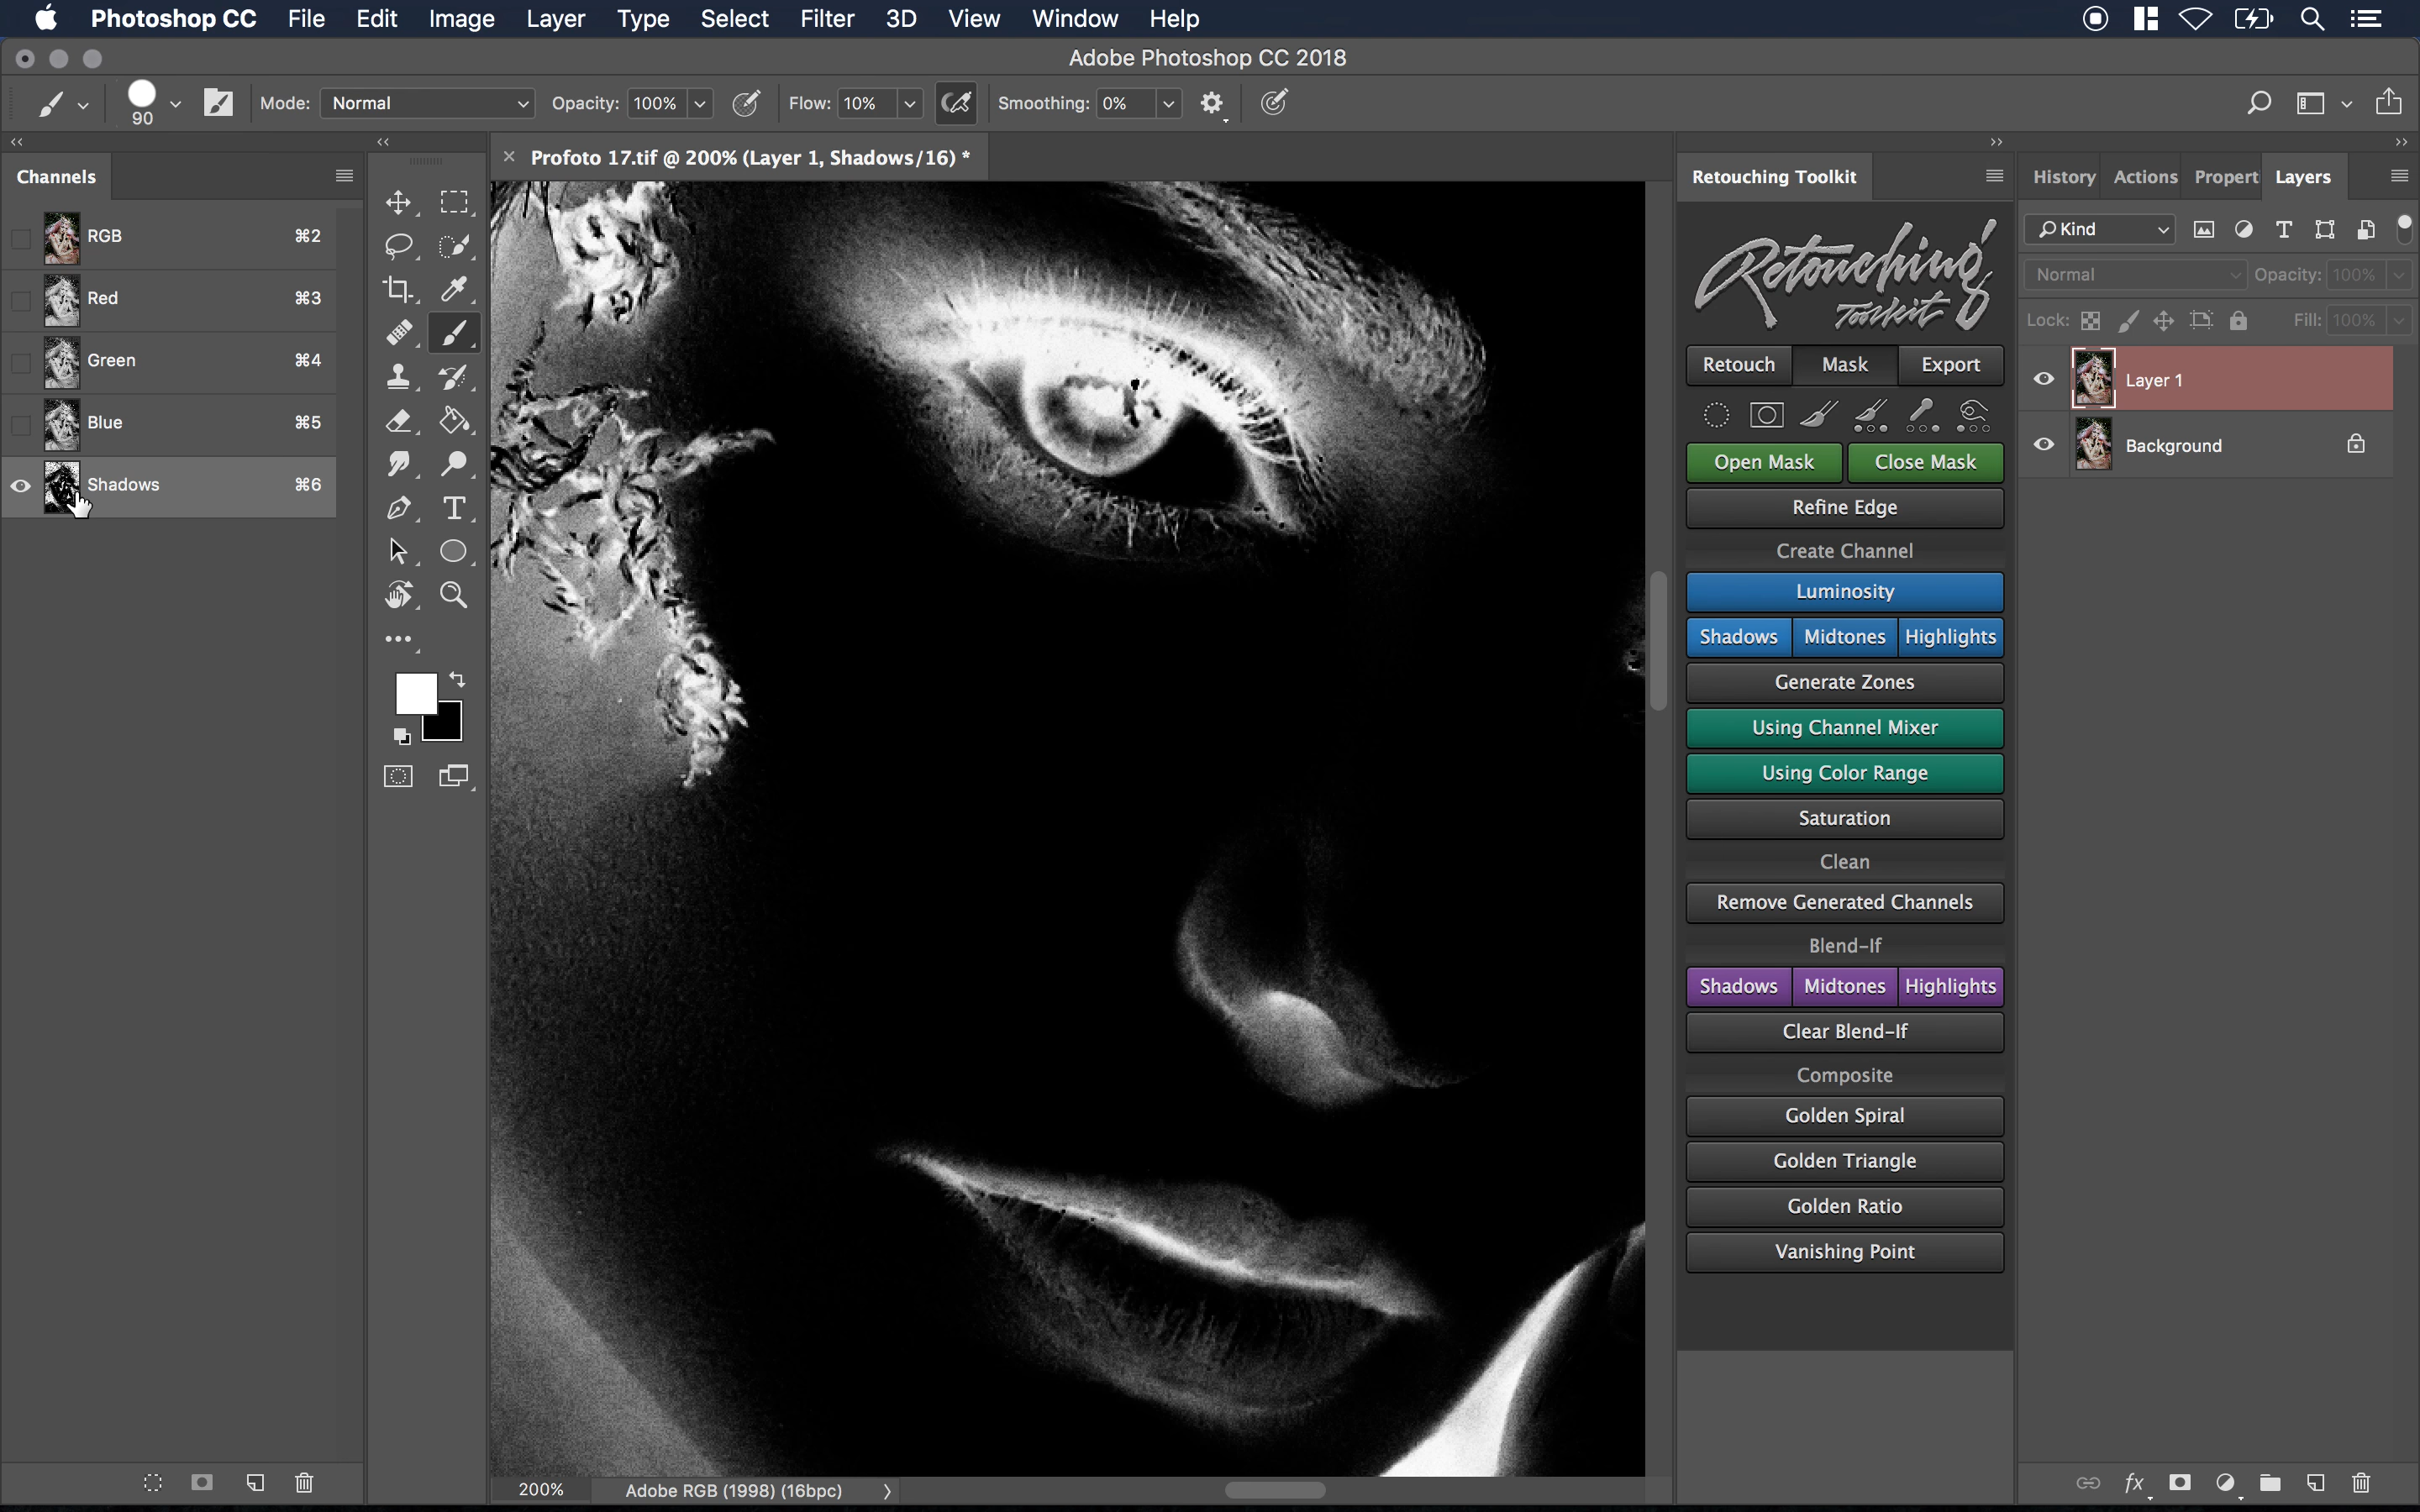 Photoshop CC File Edit Image Layer Type Select Filter 3D View Window Help
Adobe Photoshop CC 2018
90 Mode: Normal Opacity: 100% Flow: 10% Smoothing: 0%
Channels
RGB ⌘2
Red ⌘3
Green ⌘4
Blue ⌘5
Shadows ⌘6
Profoto 17.tif @ 200% (Layer 1, Shadows/16) *
200% Adobe RGB (1998) (16bpc)
Retouching Toolkit
Retouching
Toolkit
Retouch Mask Export
Open Mask Close Mask
Refine Edge
Create Channel
Luminosity
Shadows Midtones Highlights
Generate Zones
Using Channel Mixer
Using Color Range
Saturation
Clean
Remove Generated Channels
Blend-If
Shadows Midtones Highlights
Clear Blend-If
Composite
Golden Spiral
Golden Triangle
Golden Ratio
Vanishing Point
History Actions Propert Layers
Kind
Normal Opacity: 100%
Lock: Fill: 100%
Layer 1
Background
fx